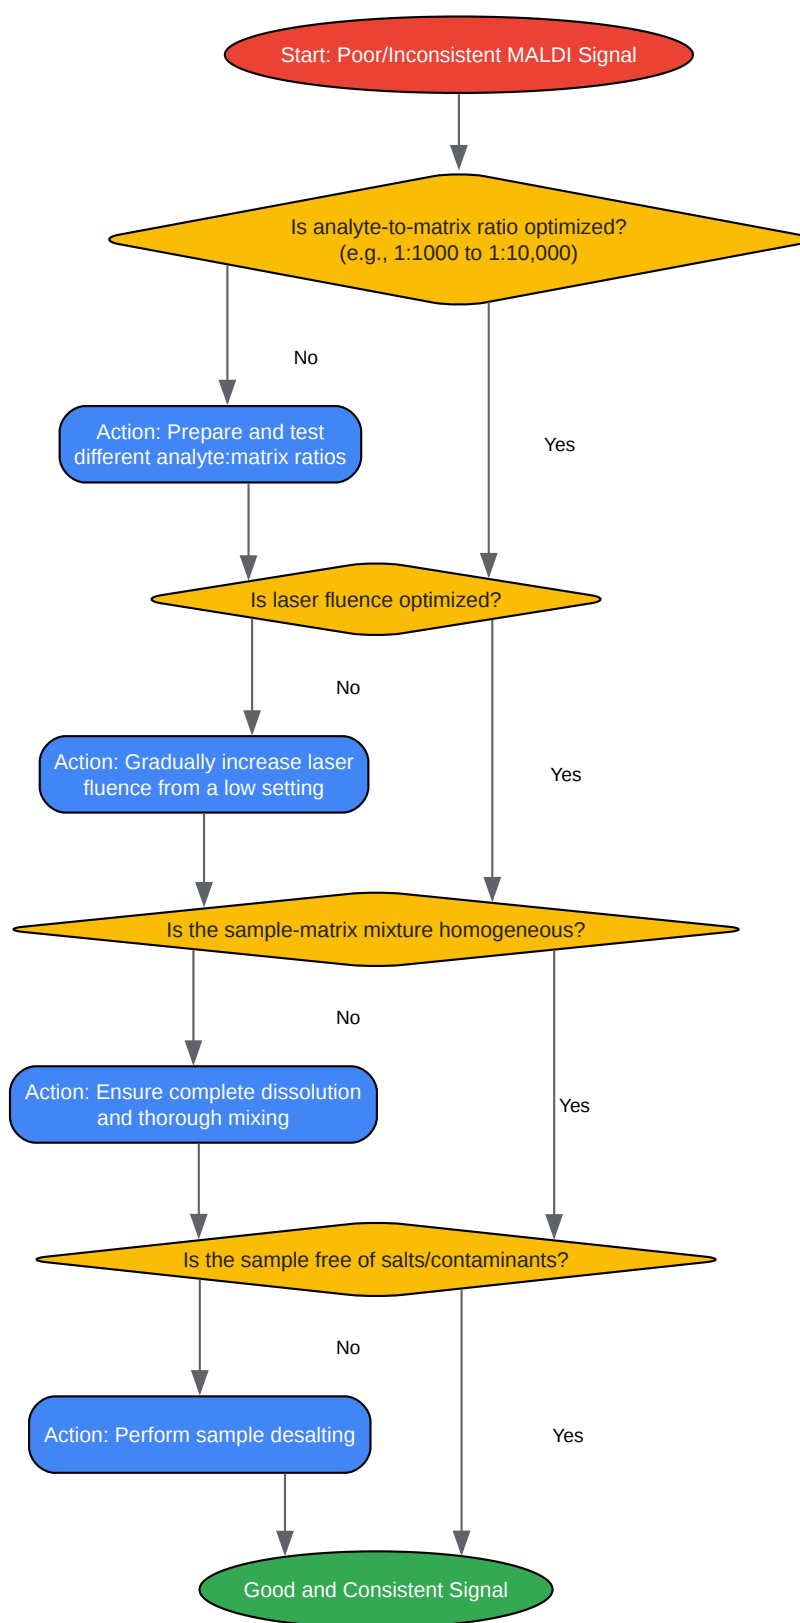 Start: Poor/Inconsistent MALDI Signal
Is analyte-to-matrix ratio optimized?
(e.g., 1:1000 to 1:10,000)
No
Action: Prepare and test
different analyte:matrix ratios
Yes
Is laser fluence optimized?
No
Action: Gradually increase laser
fluence from a low setting
Yes
Is the sample-matrix mixture homogeneous?
No
Action: Ensure complete dissolution
and thorough mixing
Yes
Is the sample free of salts/contaminants?
No
Action: Perform sample desalting
Yes
Good and Consistent Signal